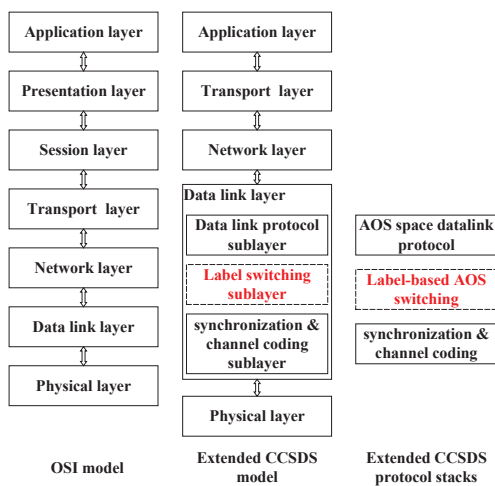 Application layer
Presentation layer
Session layer
Transport layer
Network layer
Data link layer
Physical layer
OSI model
Application layer
Transport layer
Network layer
Data link layer
Data link protocol
sublayer
Label switching
sublayer
synchronization &
channel coding
sublayer
Physical layer
Extended CCSDS
model
AOS space datalink
protocol
Label-based AOS
switching
synchronization &
channel coding
Extended CCSDS
protocol stacks